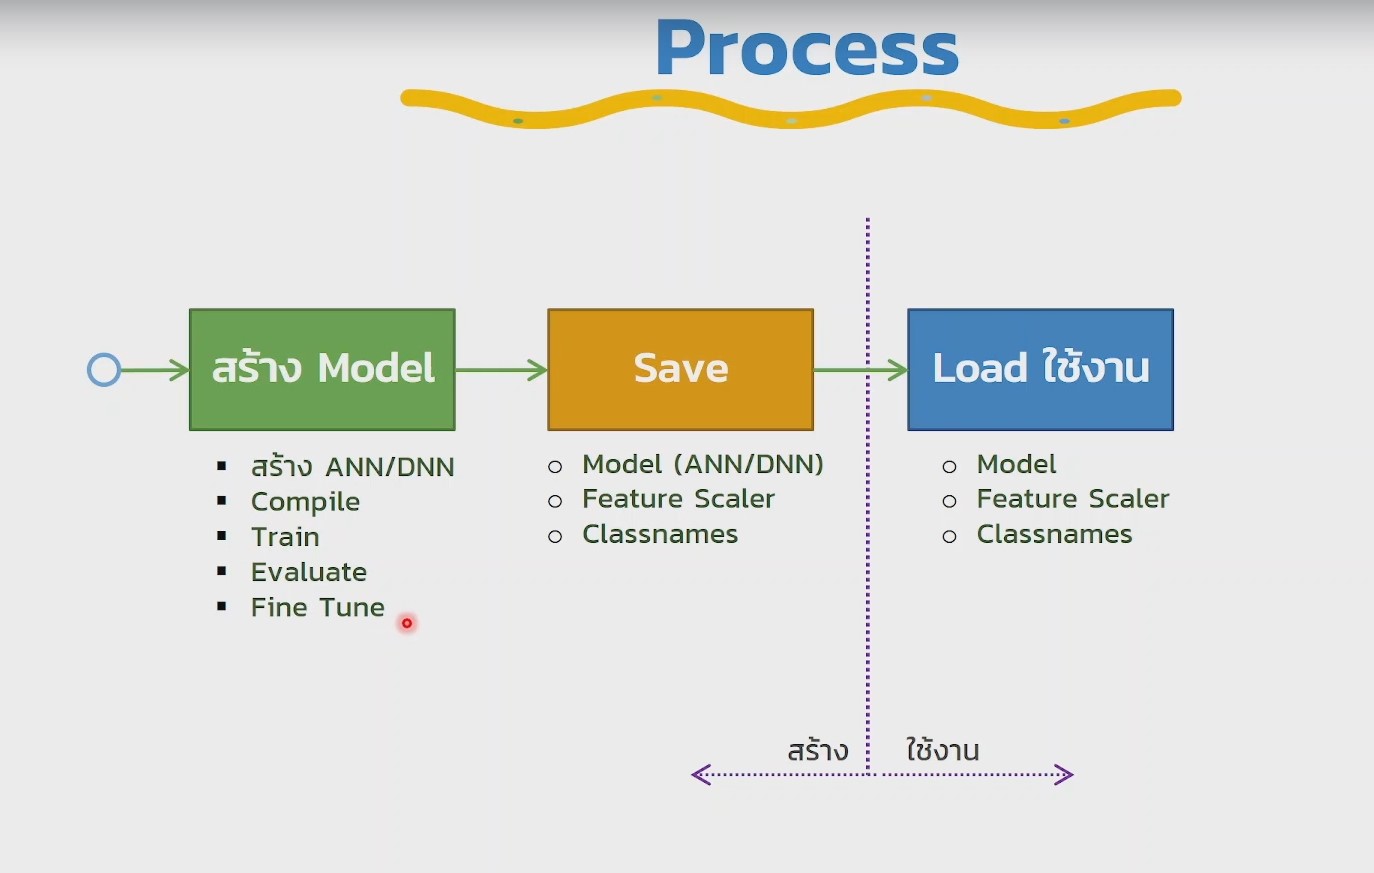 Process
สร้าง Model
Save
Load ใช้งาน
▪ สร้าง ANN/DNN
▪ Compile
▪ Train
▪ Evaluate
▪ Fine Tune
o Model (ANN/DNN)
o Feature Scaler
o Classnames
o Model
o Feature Scaler
o Classnames
สร้าง
ใช้งาน